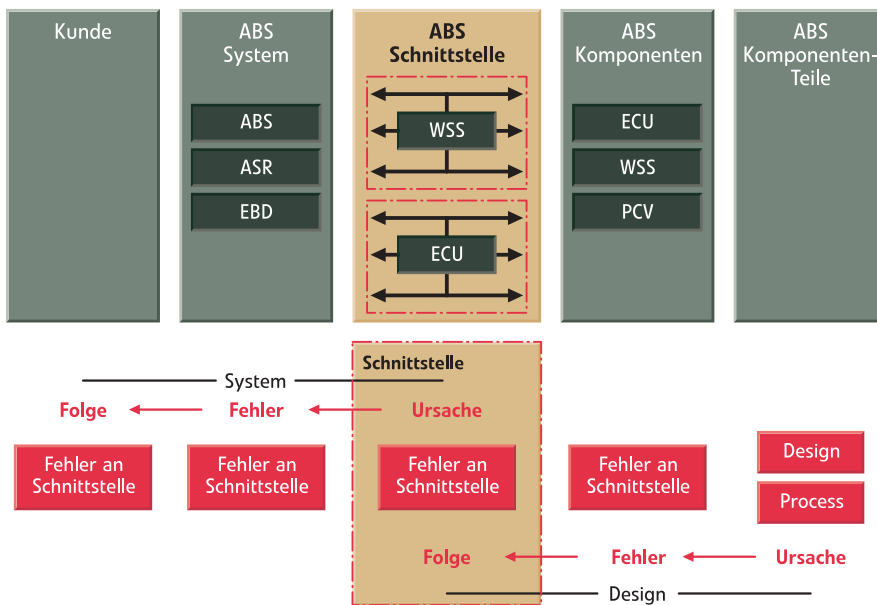 Kunde
ABS
System
ABS
ASR
EBD
ABS
Schnittstelle
WSS
ECU
ABS
Komponenten
ECU
WSS
PCV
ABS
Komponenten-
Teile
Schnittstelle
System
Folge
Fehler
Ursache
Fehler an
Schnittstelle
Fehler an
Schnittstelle
Fehler an
Schnittstelle
Fehler an
Schnittstelle
Design
Process
Folge
Fehler
Ursache
Design